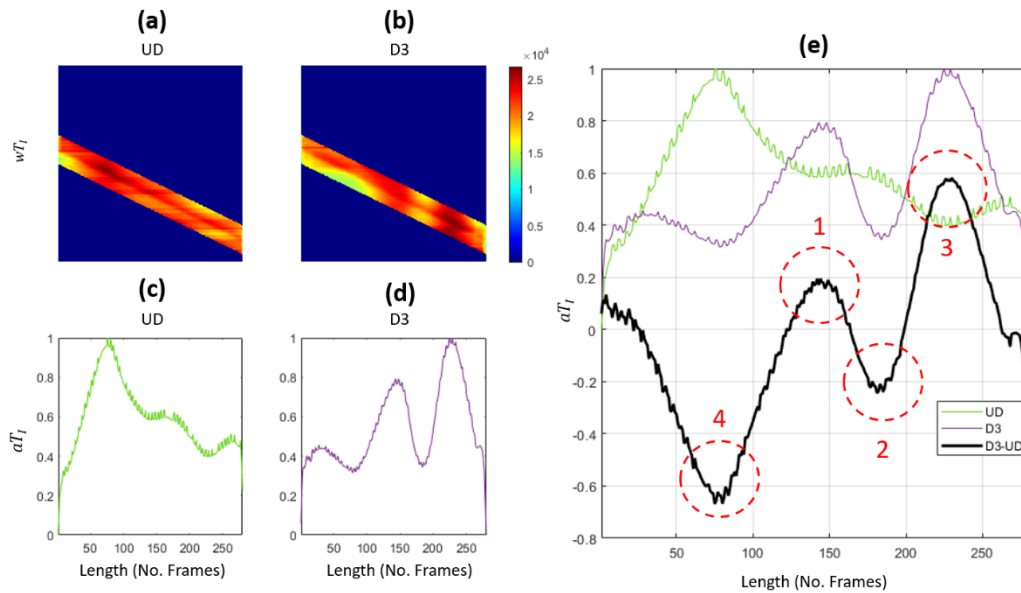 (a)
UD
(b)
D3
×10⁴
2.5
2
1.5
1
0.5
0
wT_I
(c)
UD
1
0.8
0.6
0.4
0.2
0
aT_I
50 100 150 200 250
Length (No. Frames)
(d)
D3
1
0.8
0.6
0.4
0.2
0
50 100 150 200 250
Length (No. Frames)
(e)
1
0.8
0.6
0.4
0.2
0
-0.2
-0.4
-0.6
-0.8
aT_I
1
3
4
2
UD
D3
D3-UD
50 100 150 200 250
Length (No. Frames)